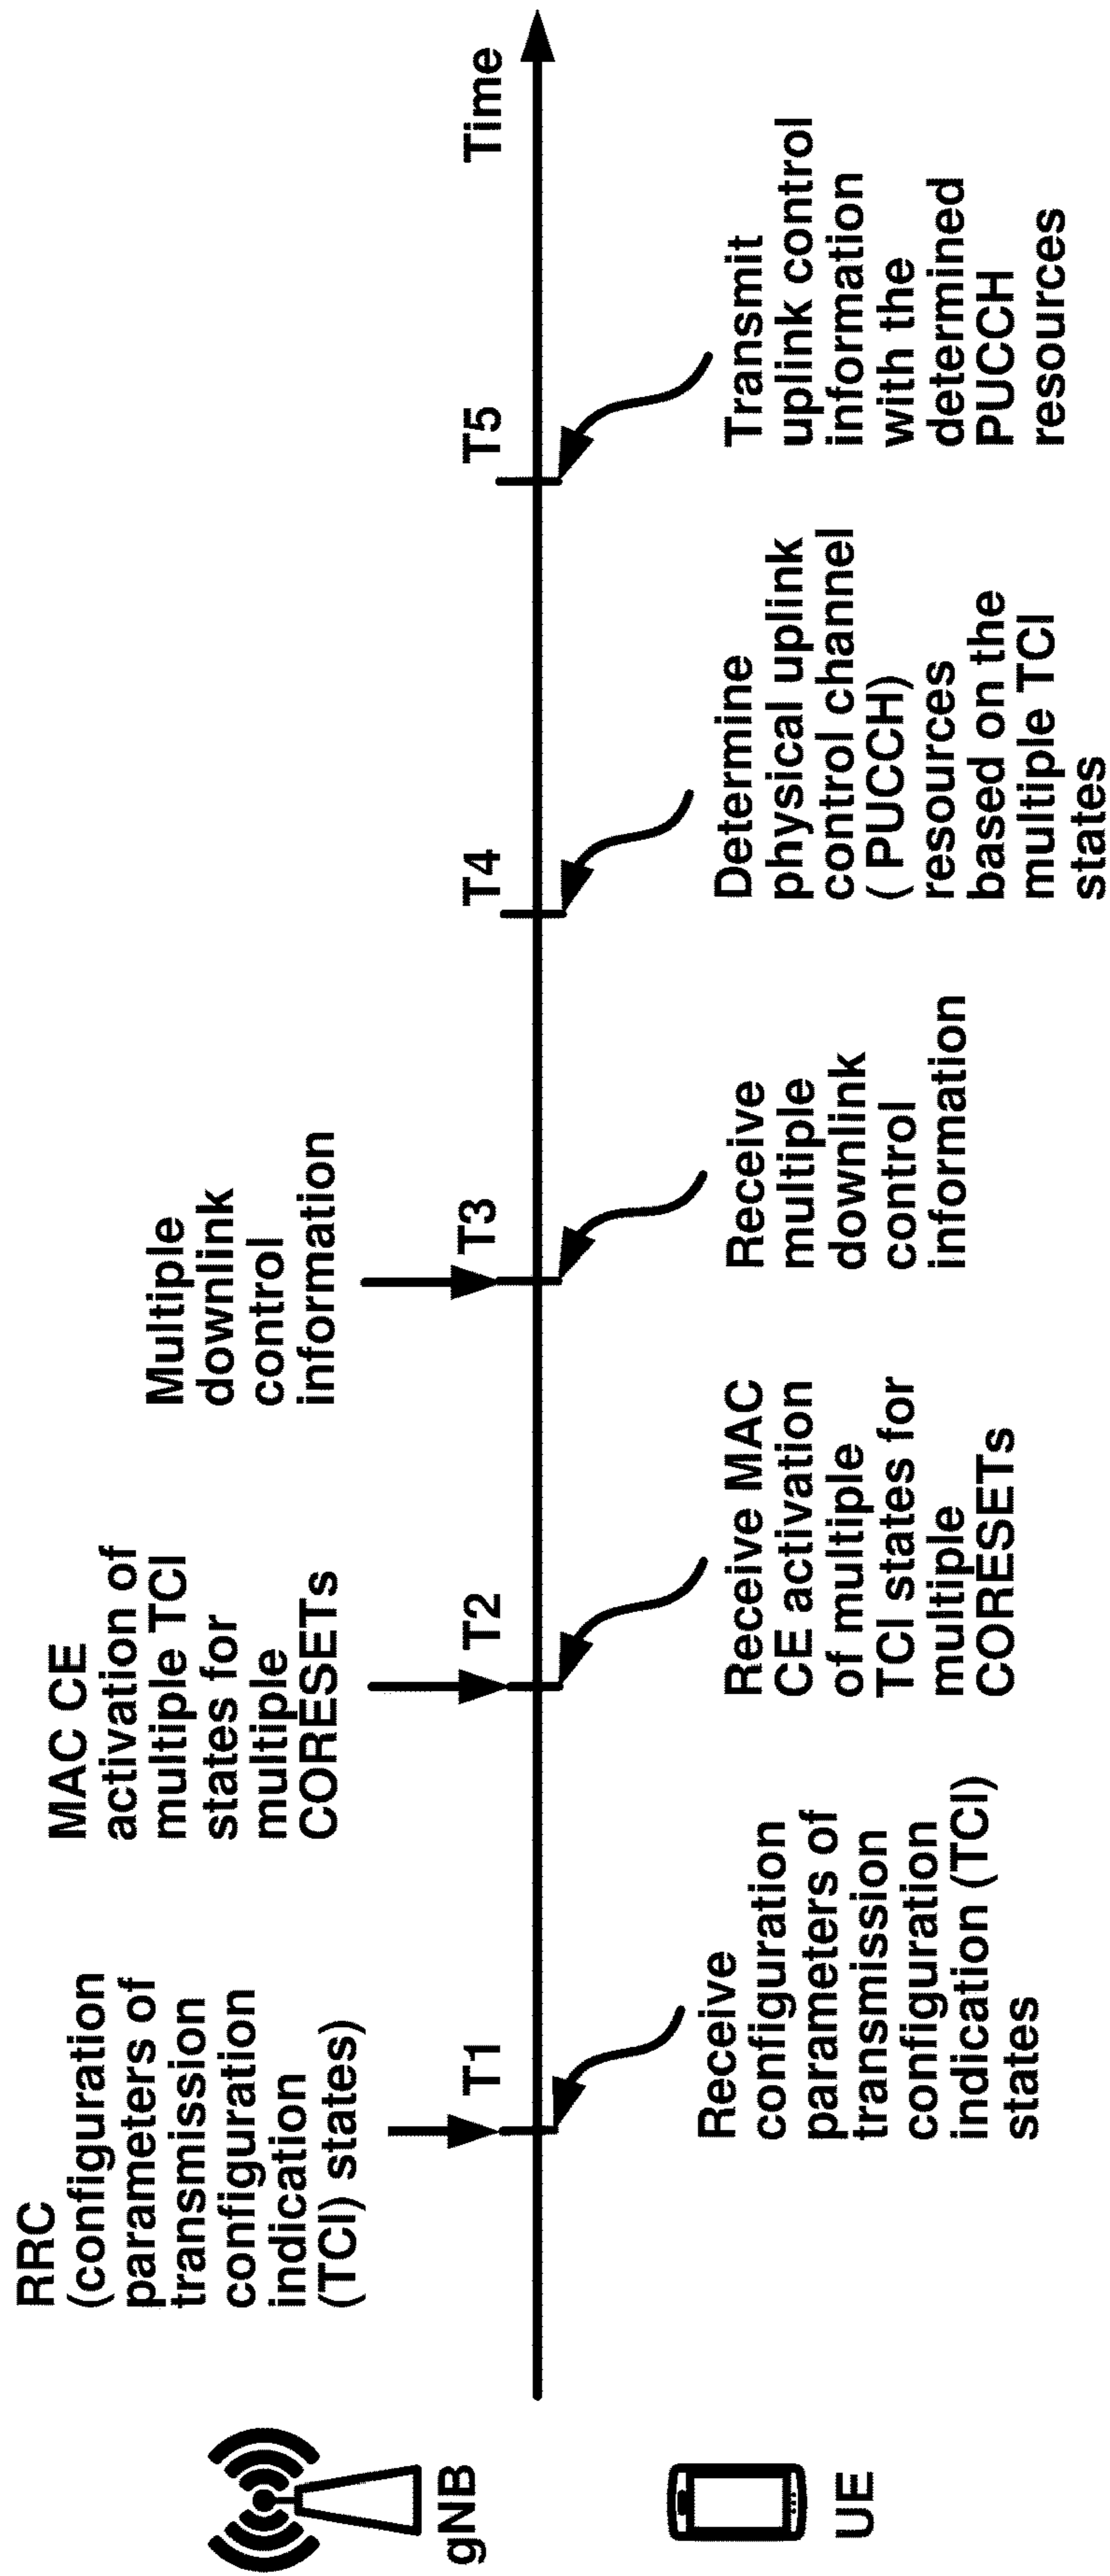 gNB
UE
RRC
(configuration
parameters of
transmission
configuration
indication
(TCI) states)
MAC CE
activation of
multiple TCI
states for
multiple
CORESETs
Multiple
downlink
control
information
T1
T2
T3
T4
T5
Time
Receive
configuration
parameters of
transmission
configuration
indication (TCI)
states
Receive MAC
CE activation
of multiple
TCI states for
multiple
CORESETs
Receive
multiple
downlink
control
information
Determine
physical uplink
control channel
( PUCCH)
resources
based on the
multiple TCI
states
Transmit
uplink control
information
with the
determined
PUCCH
resources